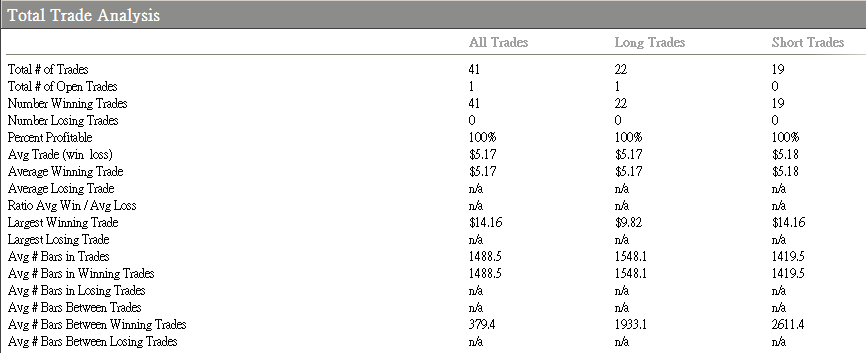 Total Trade Analysis
All Trades Long Trades Short Trades
Total # of Trades 41 22 19
Total # of Open Trades 1 1 0
Number Winning Trades 41 22 19
Number Losing Trades 0 0 0
Percent Profitable 100% 100% 100%
Avg Trade (win loss) $5.17 $5.17 $5.18
Average Winning Trade $5.17 $5.17 $5.18
Average Losing Trade n/a n/a n/a
Ratio Avg Win / Avg Loss n/a n/a n/a
Largest Winning Trade $14.16 $9.82 $14.16
Largest Losing Trade n/a n/a n/a
Avg # Bars in Trades 1488.5 1548.1 1419.5
Avg # Bars in Winning Trades 1488.5 1548.1 1419.5
Avg # Bars in Losing Trades n/a n/a n/a
Avg # Bars Between Trades n/a n/a n/a
Avg # Bars Between Winning Trades 379.4 1933.1 2611.4
Avg # Bars Between Losing Trades n/a n/a n/a